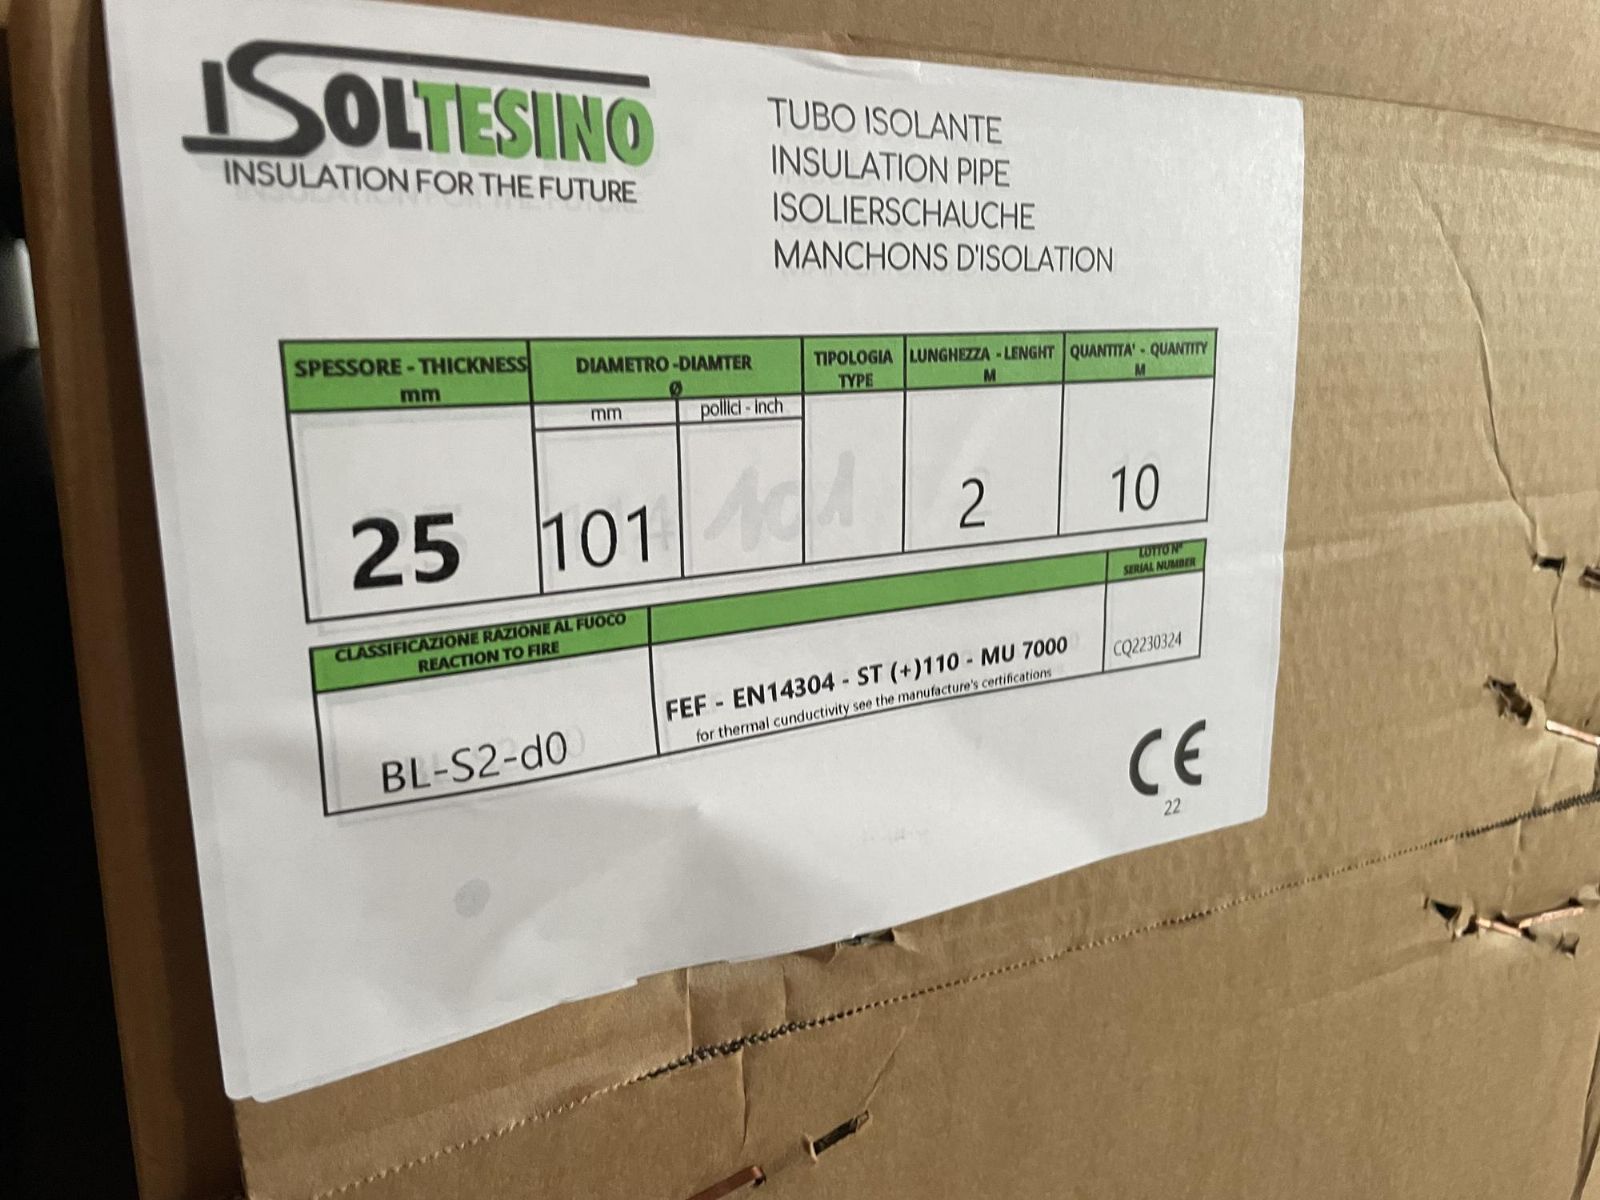 ISOLTESINO
INSULATION FOR THE FUTURE
TUBO ISOLANTE
INSULATION PIPE
ISOLIERSCHAUCHE
MANCHONS D'ISOLATION
SPESSORE - THICKNESS
mm
DIAMETRO -DIAMTER
Ø
mm
pollici - inch
TIPOLOGIA
TYPE
LUNGHEZZA - LENGHT
M
QUANTITA' - QUANTITY
M
25
101
101
2
10
CLASSIFICAZIONE RAZIONE AL FUOCO
REACTION TO FIRE
LOTTO N°
SERIAL NUMBER
BL-S2-d0
FEF - EN14304 - ST (+)110 - MU 7000
for thermal cunductivity see the manufacture's certifications
CQ2230324
CE
22